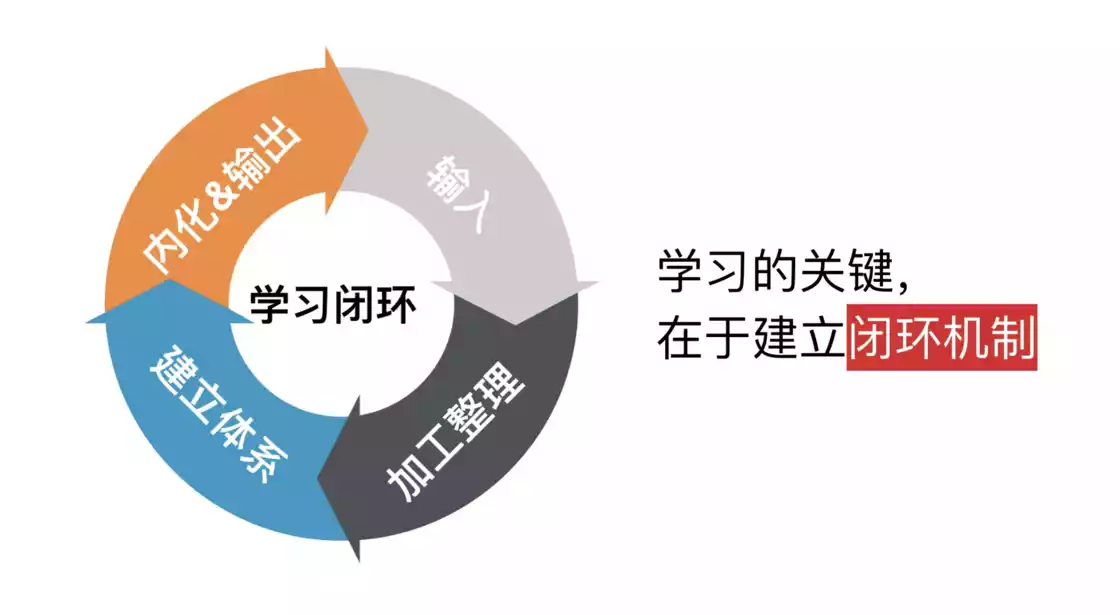 内化&输出
输入
学习闭环
建立体系
加工整理
学习的关键，
在于建立闭环机制